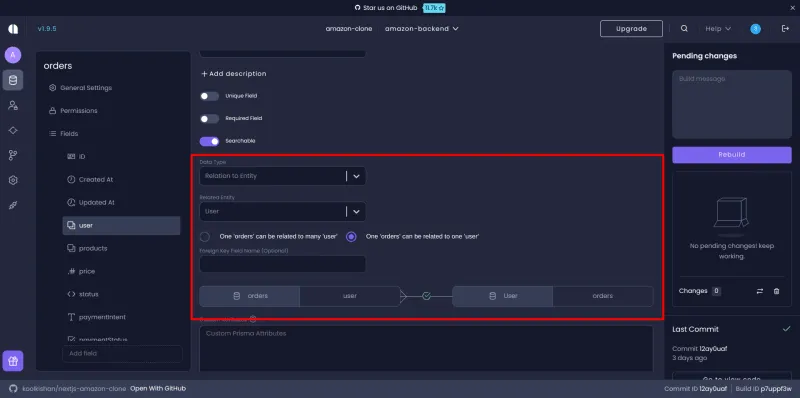 Star us on GitHub 11.7k
v1.9.5
amazon-clone
amazon-backend
Upgrade
Help
A
orders
General Settings
Permissions
Fields
ID
Created At
Updated At
user
products
price
status
paymentIntent
paymentStatus
Add field
Add description
Unique Field
Required Field
Searchable
Data Type
Relation to Entity
Related Entity
User
One 'orders' can be related to many 'user'
One 'orders' can be related to one 'user'
Foreign Key Field Name (Optional)
orders
user
User
orders
Custom Prisma Attributes
Pending changes
Build message
Rebuild
No pending changes! keep
working.
Changes 0
Last Commit
Commit 12ay0uaf
3 days ago
Go to view code
koolkishan/nextjs-amazon-clone Open With GitHub
Commit ID 12ay0uaf
Build ID p7uppf3w